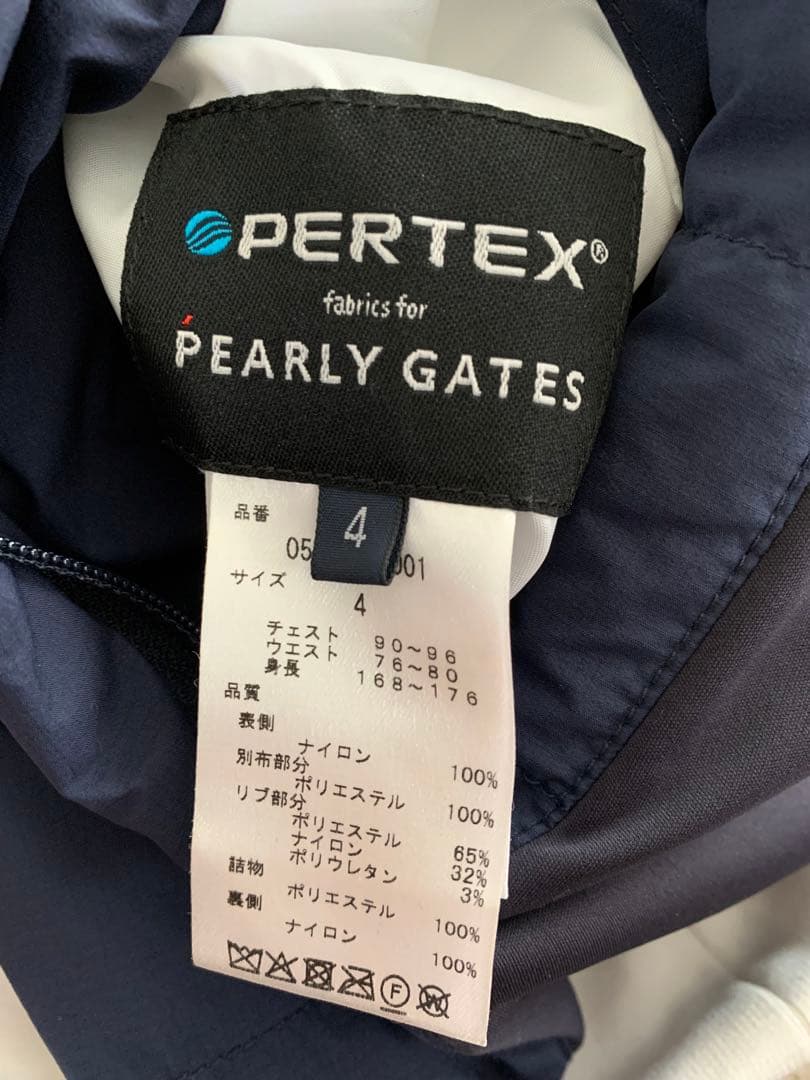 PERTEX®
fabrics for
PEARLY GATES
4
品番
05 001
サイズ
4
チェスト 90～96
ウエスト 76～80
身長 168～176
品質
表側
ナイロン 100%
別布部分
ポリエステル 100%
リブ部分
ポリエステル 65%
ナイロン 32%
ポリウレタン 3%
詰物
ポリエステル 100%
裏側
ナイロン 100%
F W